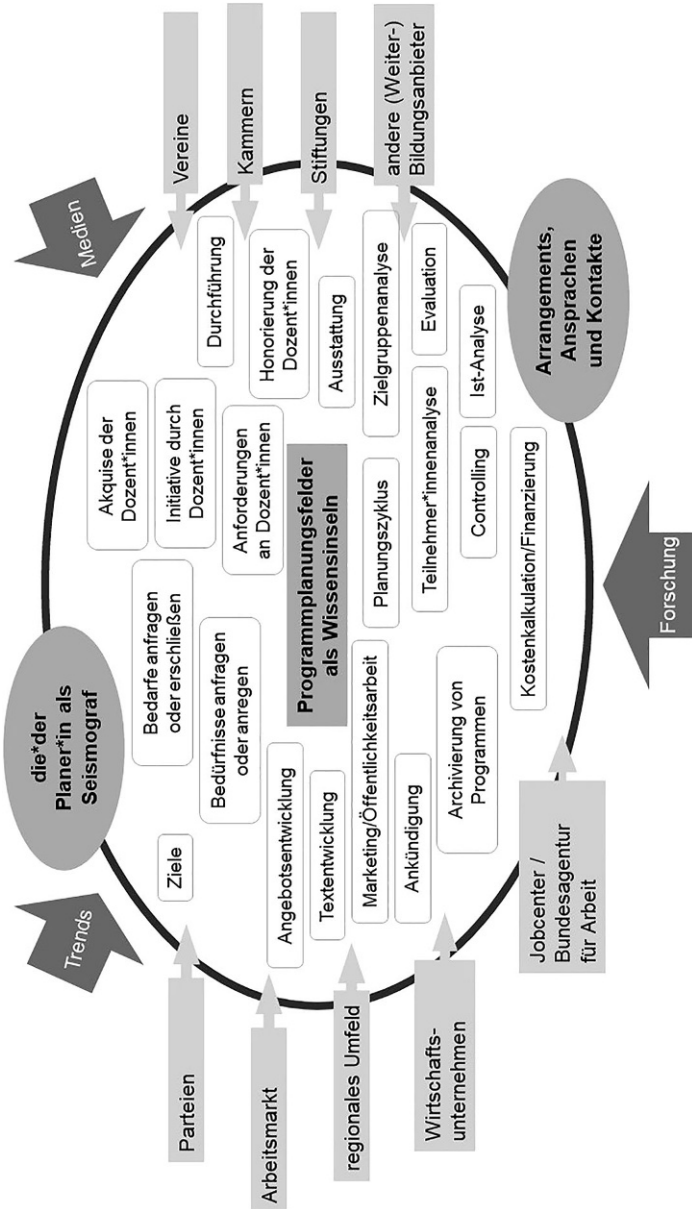 Trends
Medien
die*der
Planer*in als
Seismograf
Parteien
Arbeitsmarkt
regionales Umfeld
Wirtschafts-
unternehmen
Jobcenter /
Bundesagentur
für Arbeit
Ziele
Bedarfe anfragen
oder erschließen
Bedürfnisse anfragen
oder anregen
Angebotsentwicklung
Textentwicklung
Marketing/Öffentlichkeitsarbeit
Ankündigung
Archivierung von
Programmen
Akquise der
Dozent*innen
Initiative durch
Dozent*innen
Anforderungen
an Dozent*innen
Programmplanungsfelder
als Wissensinseln
Planungszyklus
Teilnehmer*innenanalyse
Controlling
Kostenkalkulation/Finanzierung
Durchführung
Honorierung der
Dozent*innen
Ausstattung
Zielgruppenanalyse
Evaluation
Ist-Analyse
Vereine
Kammern
Stiftungen
andere (Weiter-)
Bildungsanbieter
Arrangements,
Ansprachen
und Kontakte
Forschung